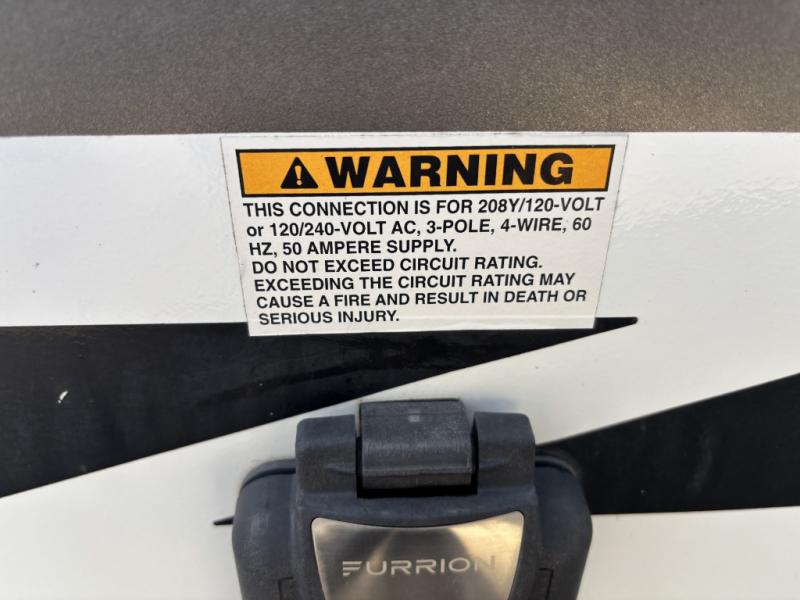 ⚠WARNING
THIS CONNECTION IS FOR 208Y/120-VOLT
or 120/240-VOLT AC, 3-POLE, 4-WIRE, 60
HZ, 50 AMPERE SUPPLY.
DO NOT EXCEED CIRCUIT RATING.
EXCEEDING THE CIRCUIT RATING MAY
CAUSE A FIRE AND RESULT IN DEATH OR
SERIOUS INJURY.
FURRION